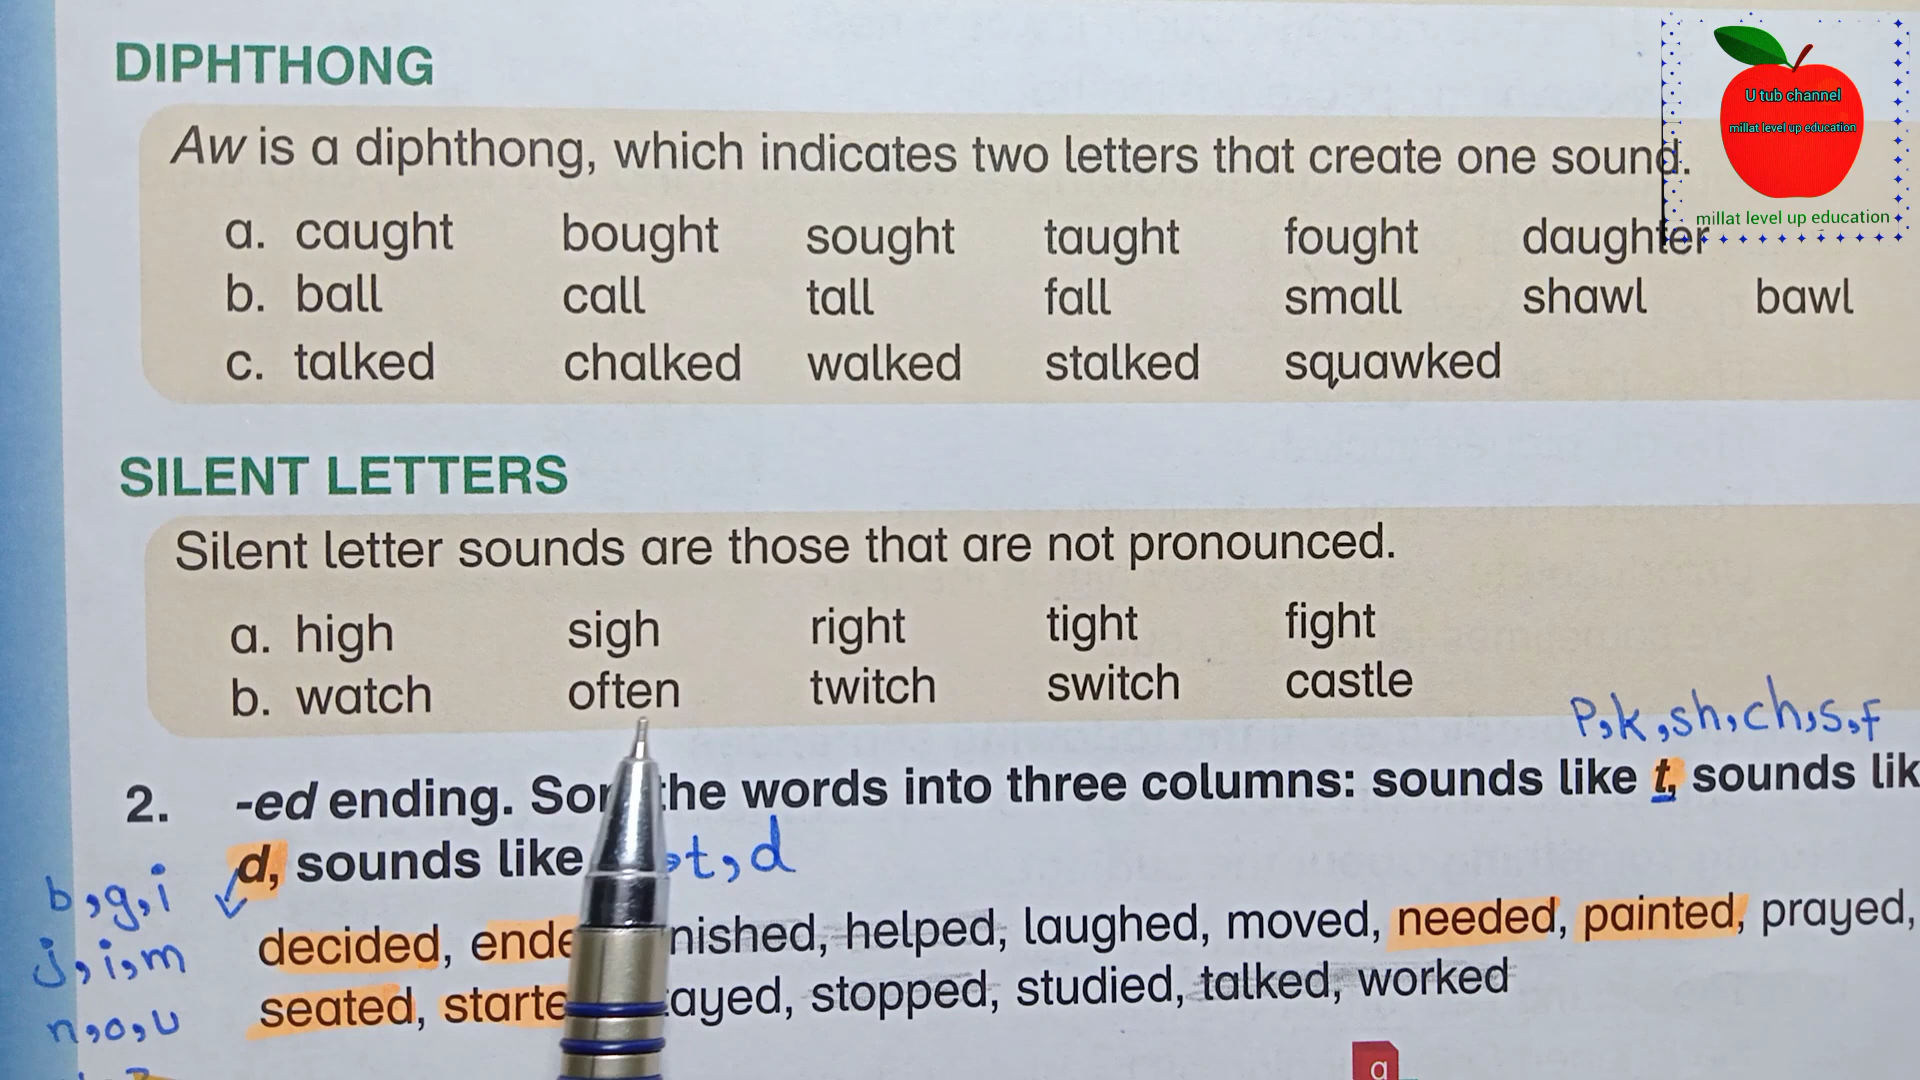 DIPHTHONG
Aw is a diphthong, which indicates two letters that create one sound.
a. caught bought sought taught fought daughter
b. ball call tall fall small shawl bawl
c. talked chalked walked stalked squawked
SILENT LETTERS
Silent letter sounds are those that are not pronounced.
a. high sigh right tight fight
b. watch often twitch switch castle
P,k,sh,ch,s,f
2. -ed ending. Sor the words into three columns: sounds like t, sounds lik
d, sounds like t,d
b,g,i
decided, ende nished, helped, laughed, moved, needed, painted, prayed,
j,i,m
seated, starte ayed, stopped, studied, talked, worked
n,o,u
g
U tub channel
millat level up education
millat level up education